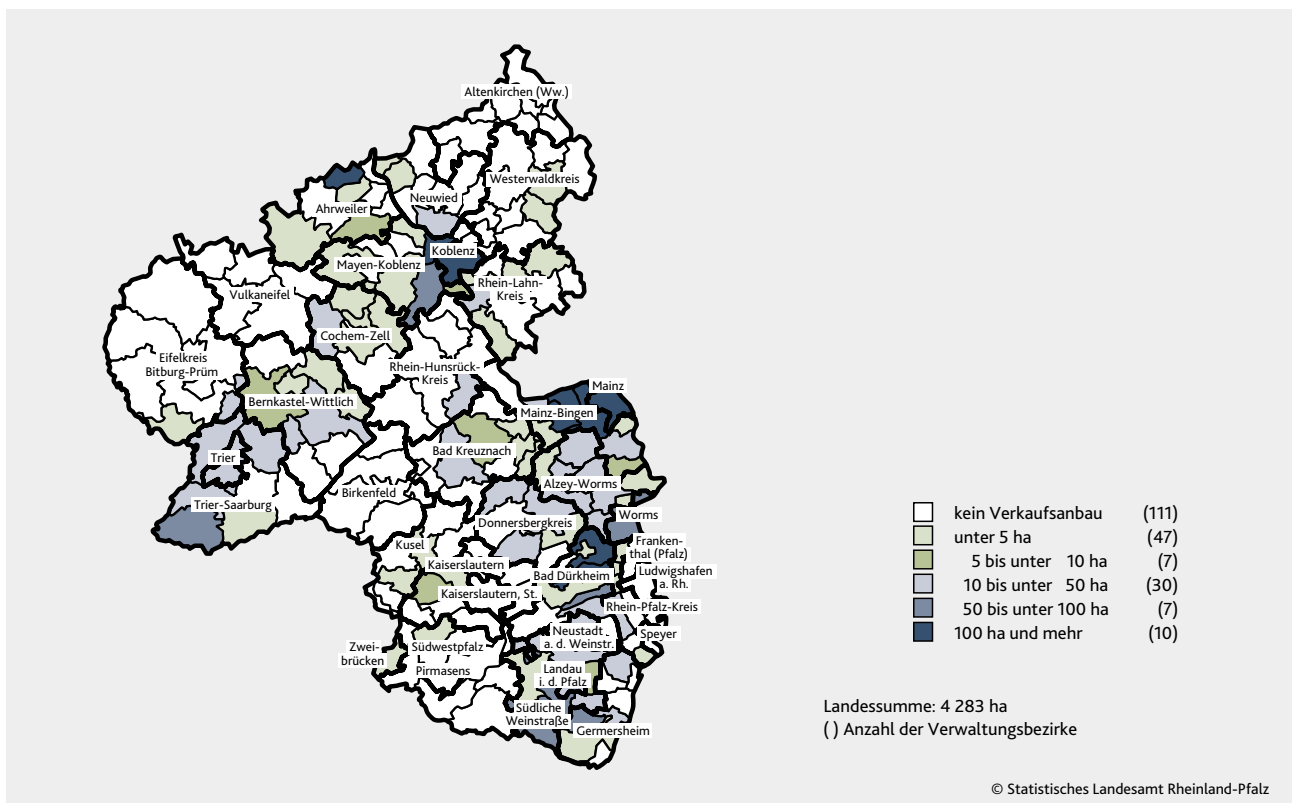 Altenkirchen (Ww.)
Westerwaldkreis
Neuwied
Ahrweiler
Koblenz
Mayen-Koblenz
Rhein-Lahn-
Kreis
Vulkaneifel
Cochem-Zell
Eifelkreis
Bitburg-Prüm
Rhein-Hunsrück-
Kreis
Mainz
Bernkastel-Wittlich
Mainz-Bingen
Bad Kreuznach
Trier
Alzey-Worms
Birkenfeld
Trier-Saarburg
Worms
Donnersbergkreis
Kusel
Franken-
thal (Pfalz)
Kaiserslautern
Ludwigshafen
a. Rh.
Bad Dürkheim
Kaiserslautern, St.
Rhein-Pfalz-Kreis
Neustadt
a. d. Weinstr.
Speyer
Zwei-
brücken
Südwestpfalz
Pirmasens
Landau
i. d. Pfalz
Südliche
Weinstraße
Germersheim
kein Verkaufsanbau (111)
unter 5 ha (47)
5 bis unter 10 ha (7)
10 bis unter 50 ha (30)
50 bis unter 100 ha (7)
100 ha und mehr (10)
Landessumme: 4 283 ha
( ) Anzahl der Verwaltungsbezirke
© Statistisches Landesamt Rheinland-Pfalz